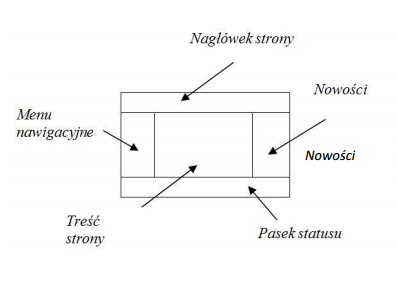 Nagłówek strony
Nowości
Menu
nawigacyjne
Nowości
Treść
strony
Pasek statusu